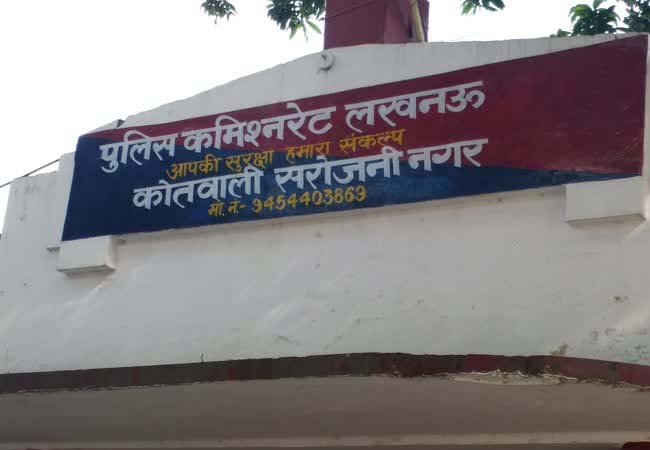 पुलिस कमिश्नरेट लखनऊ
आपकी सुरक्षा हमारा संकल्प
कोतवाली सरोजनी नगर
मो. नं.- 9454403869